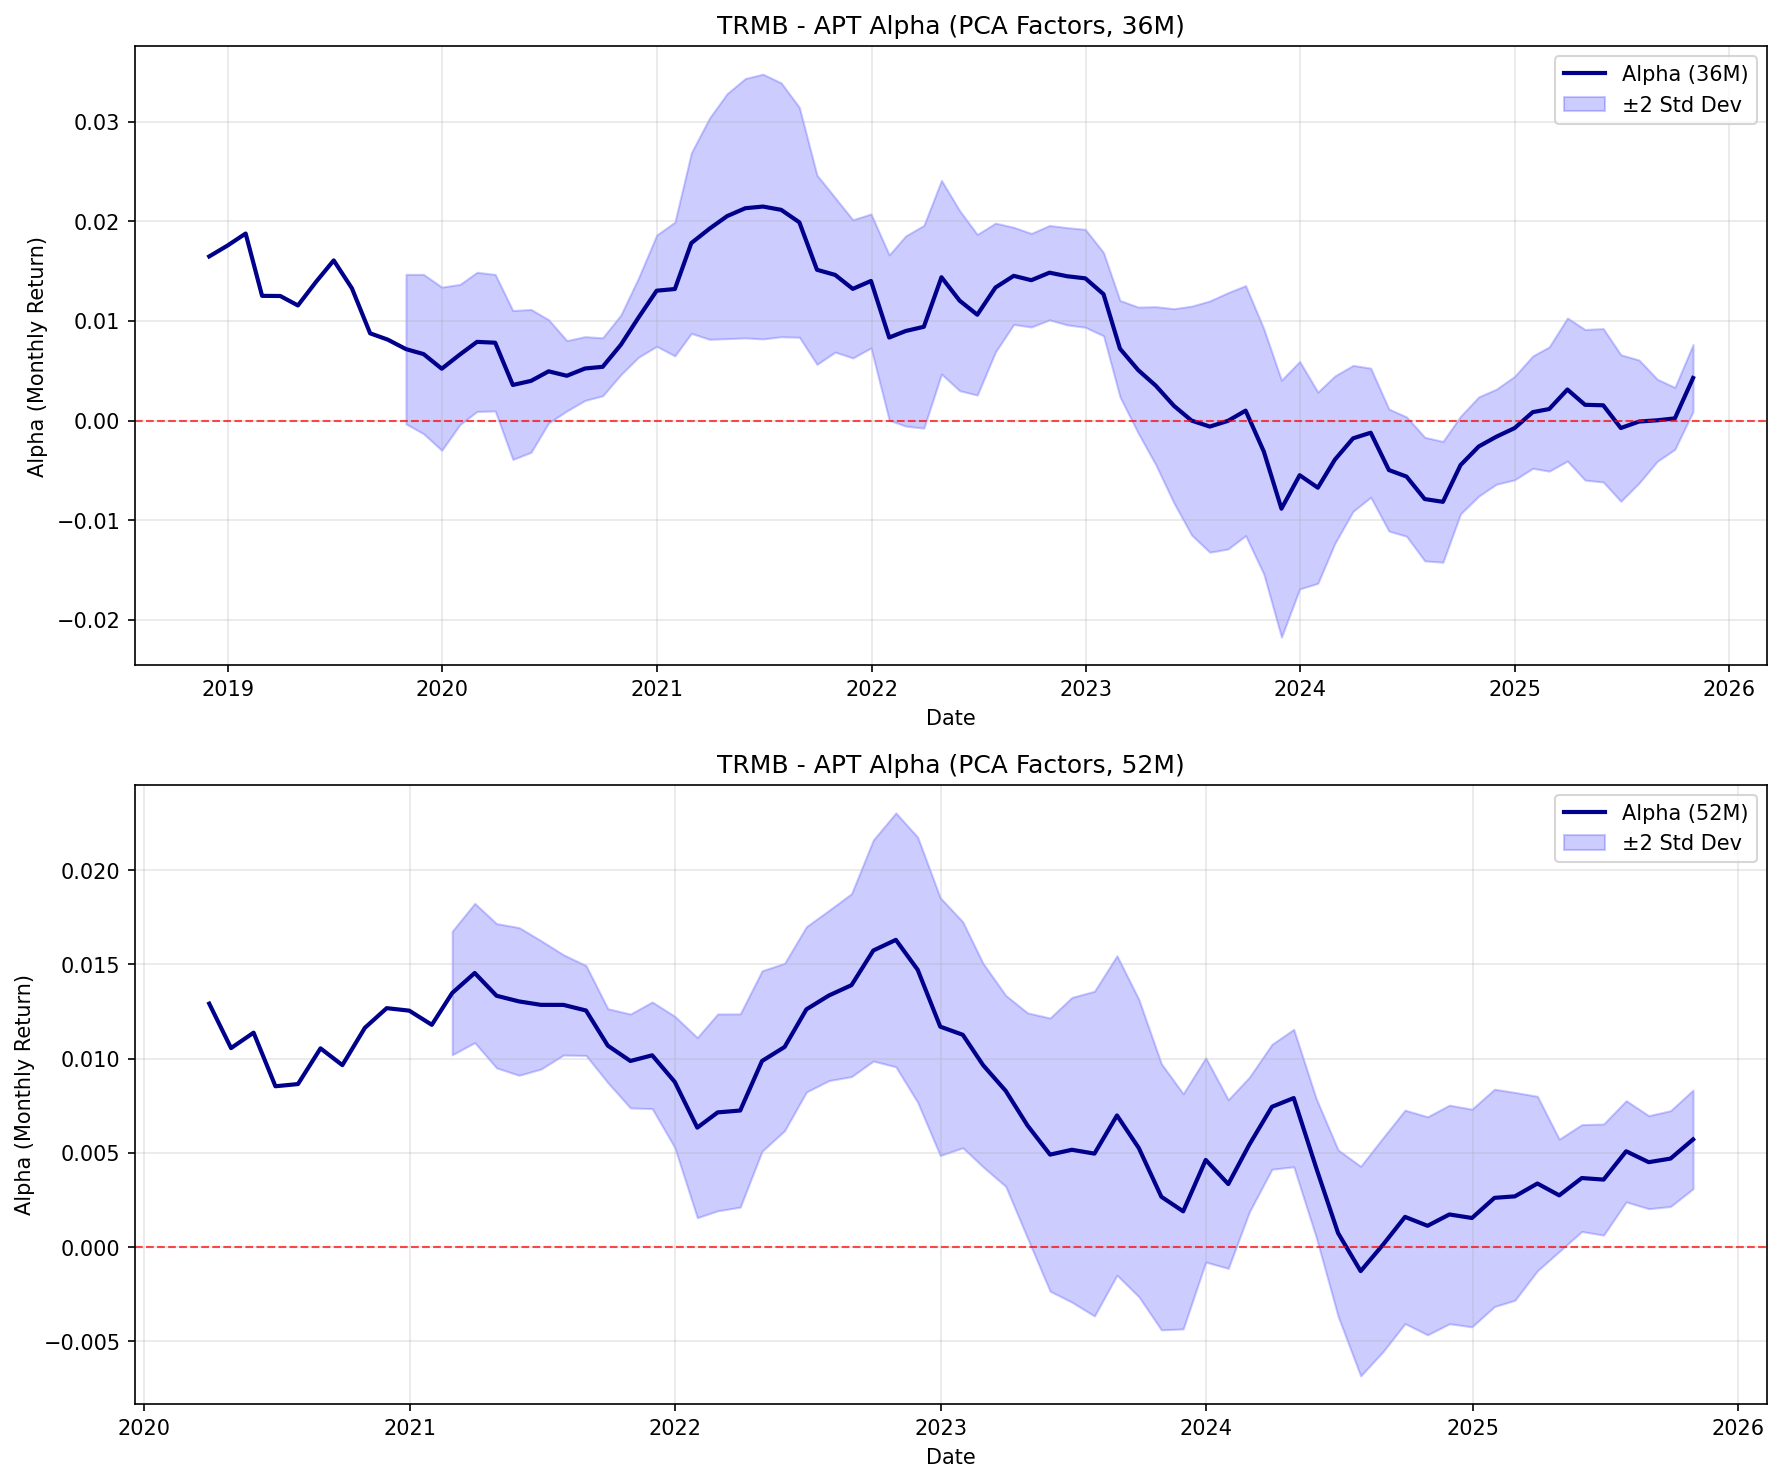 TRMB - APT Alpha (PCA Factors, 36M)
Alpha (Monthly Return)
0.03
0.02
0.01
0.00
−0.01
−0.02
Alpha (36M)
±2 Std Dev
2019 2020 2021 2022 2023 2024 2025 2026
Date
TRMB - APT Alpha (PCA Factors, 52M)
Alpha (Monthly Return)
0.020
0.015
0.010
0.005
0.000
−0.005
Alpha (52M)
±2 Std Dev
2020 2021 2022 2023 2024 2025 2026
Date